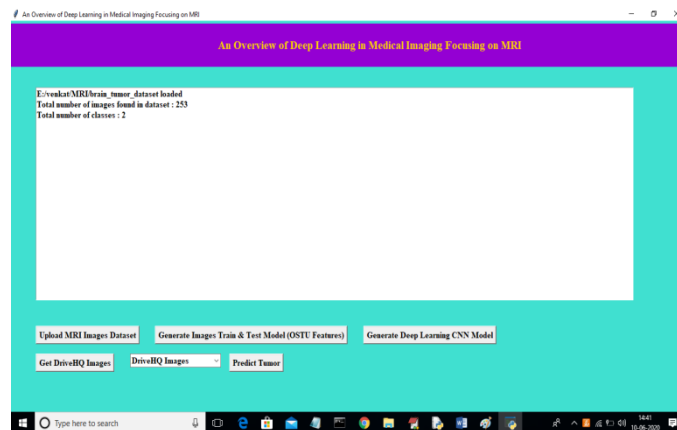 An Overview of Deep Learning in Medical Imaging Focusing on MRI
An Overview of Deep Learning in Medical Imaging Focusing on MRI
E:/venkat/MRI/brain_tumor_dataset loaded
Total number of images found in dataset : 253
Total number of classes : 2
Upload MRI Images Dataset Generate Images Train & Test Model (OSTU Features) Generate Deep Learning CNN Model
Get DriveHQ Images DriveHQ Images Predict Tumor
Type here to search
14:41
10-06-2020